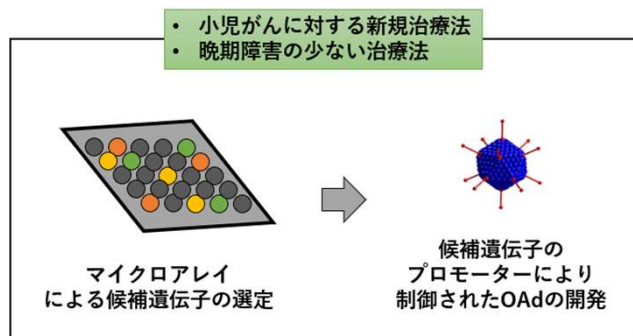 • 小児がんに対する新規治療法
• 晩期障害の少ない治療法
マイクロアレイ
による候補遺伝子の選定
候補遺伝子の
プロモーターにより
制御されたOAdの開発